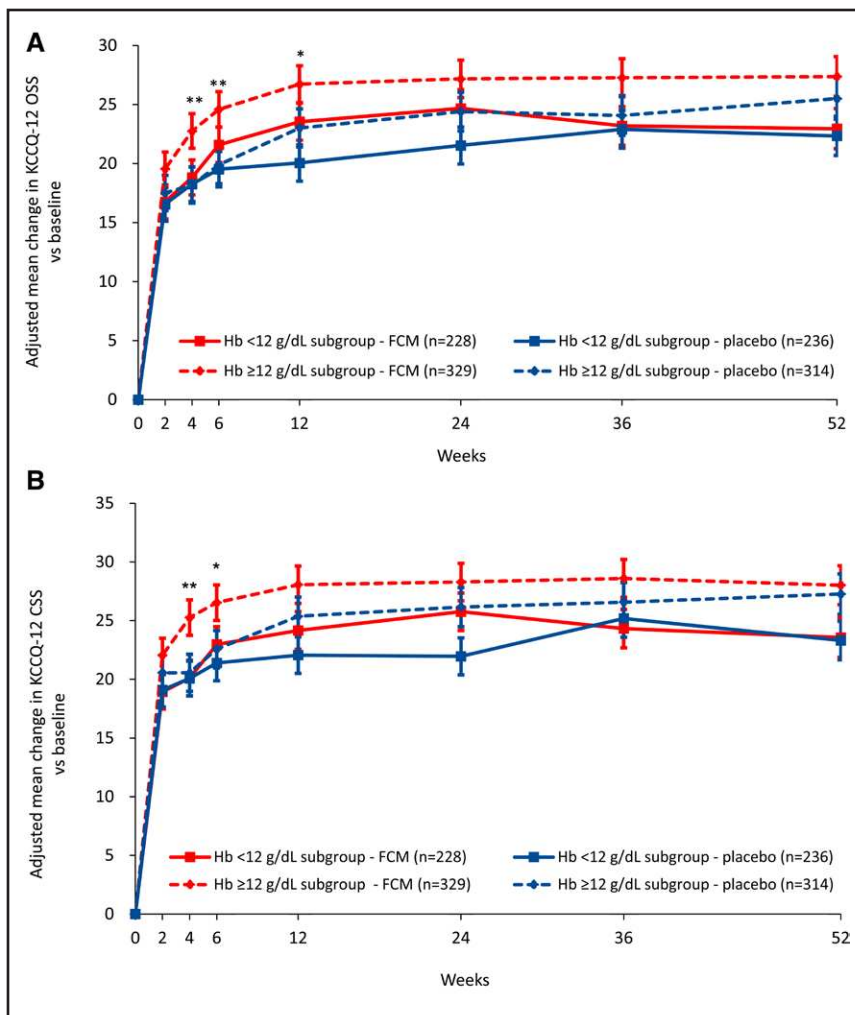 A
Adjusted mean change in KCCQ-12 OSS
vs baseline
30
25
20
15
10
5
0
** ** *
Hb <12 g/dL subgroup - FCM (n=228) Hb <12 g/dL subgroup - placebo (n=236)
Hb ≥12 g/dL subgroup - FCM (n=329) Hb ≥12 g/dL subgroup - placebo (n=314)
0 2 4 6 12 24 36 52
Weeks
B
Adjusted mean change in KCCQ-12 CSS
vs baseline
35
30
25
20
15
10
5
0
** *
Hb <12 g/dL subgroup - FCM (n=228) Hb <12 g/dL subgroup - placebo (n=236)
Hb ≥12 g/dL subgroup - FCM (n=329) Hb ≥12 g/dL subgroup - placebo (n=314)
0 2 4 6 12 24 36 52
Weeks